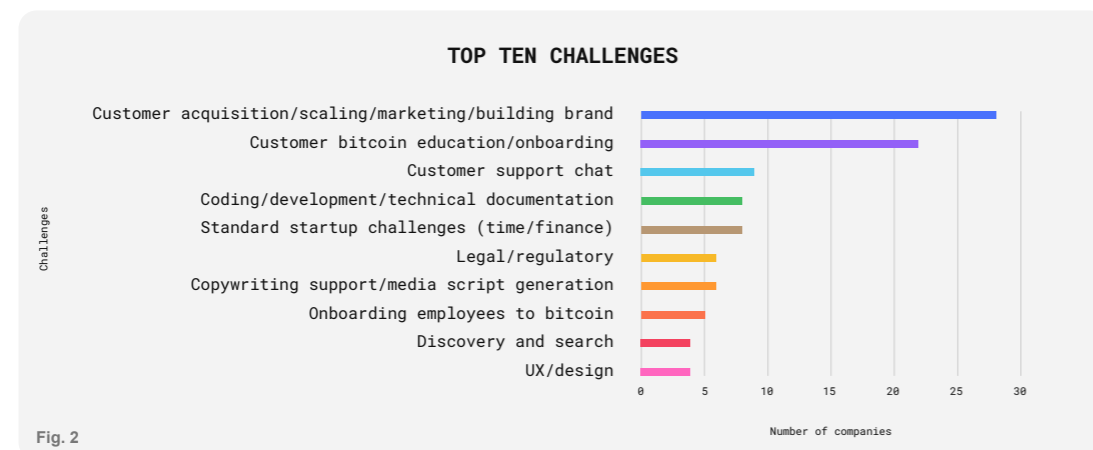 TOP TEN CHALLENGES
Customer acquisition/scaling/marketing/building brand
Customer bitcoin education/onboarding
Customer support chat
Coding/development/technical documentation
Standard startup challenges (time/finance)
Legal/regulatory
Copywriting support/media script generation
Onboarding employees to bitcoin
Discovery and search
UX/design
Challenges
0 5 10 15 20 25 30
Number of companies
Fig. 2